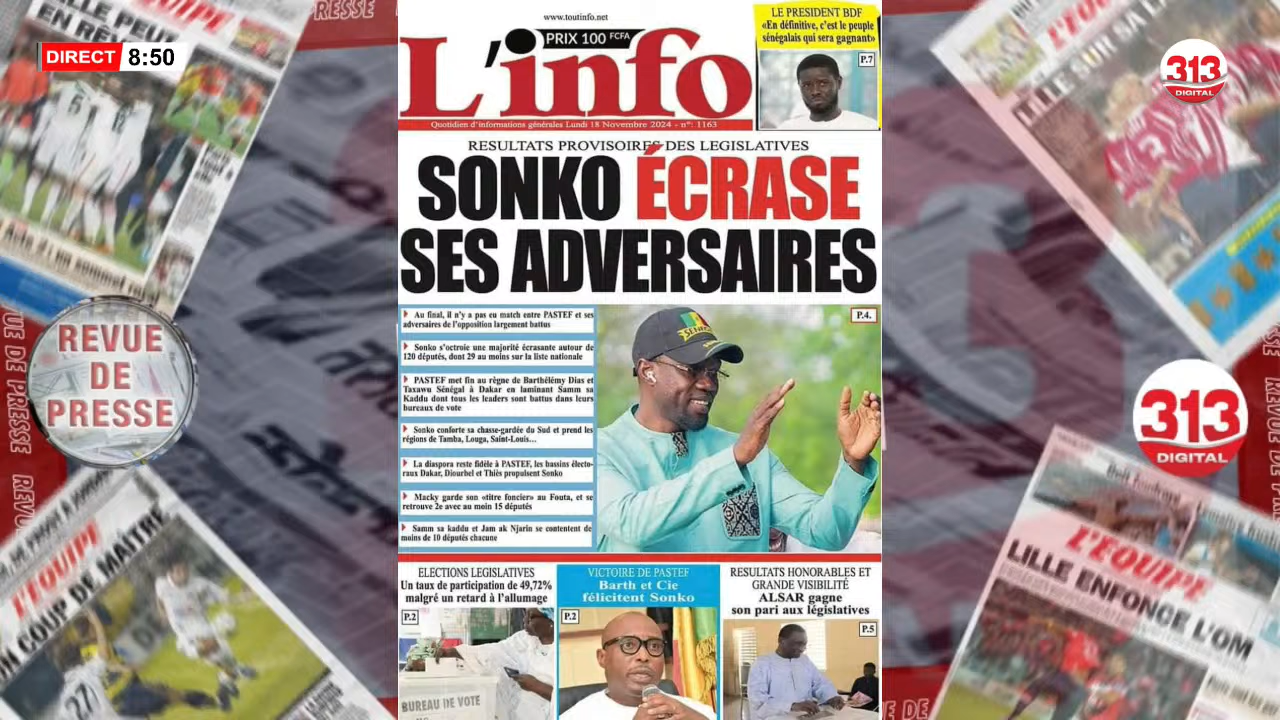 DIRECT 8:50
www.toutinfo.net
PRIX 100 FCFA
L'info
Quotidien d'informations générales Lundi 18 Novembre 2024 - n°: 1163
LE PRESIDENT BDF
«En définitive, c'est le peuple
sénégalais qui sera gagnant»
P.7
313
DIGITAL
RESULTATS PROVISOIRES DES LEGISLATIVES
SONKO ÉCRASE
SES ADVERSAIRES
Au final, il n'y a pas eu match entre PASTEF et ses
adversaires de l'opposition largement battus
Sonko s'octroie une majorité écrasante autour de
120 députés, dont 29 au moins sur la liste nationale
PASTEF met fin au règne de Barthélémy Dias et
Taxawu Sénégal à Dakar en laminant Samm sa
Kaddu dont tous les leaders sont battus dans leurs
bureaux de vote
Sonko conforte sa chasse-gardée du Sud et prend les
régions de Tamba, Louga, Saint-Louis...
La diaspora reste fidèle à PASTEF, les bassins électo-
raux Dakar, Diourbel et Thiès propulsent Sonko
Macky garde son «titre foncier» au Fouta, et se
retrouve 2e avec au moin 15 députés
Samm sa kaddu et Jam ak Njarin se contentent de
moins de 10 députés chacune
P.4.
SENEGAL
ELECTIONS LEGISLATIVES
Un taux de participation de 49,72%
malgré un retard à l'allumage
P.2
BUREAU DE VOTE
VICTOIRE DE PASTEF
Barth et Cie
félicitent Sonko
P.2
RESULTATS HONORABLES ET
GRANDE VISIBILITÉ
ALSAR gagne
son pari aux législatives
P.5
REVUE
DE
PRESSE
313
DIGITAL
L'ÉQUIPE
LILLE ENFONCE L'OM
L'ÉQUIPE
COUP DE MAITRE
REVUE DE PRESSE